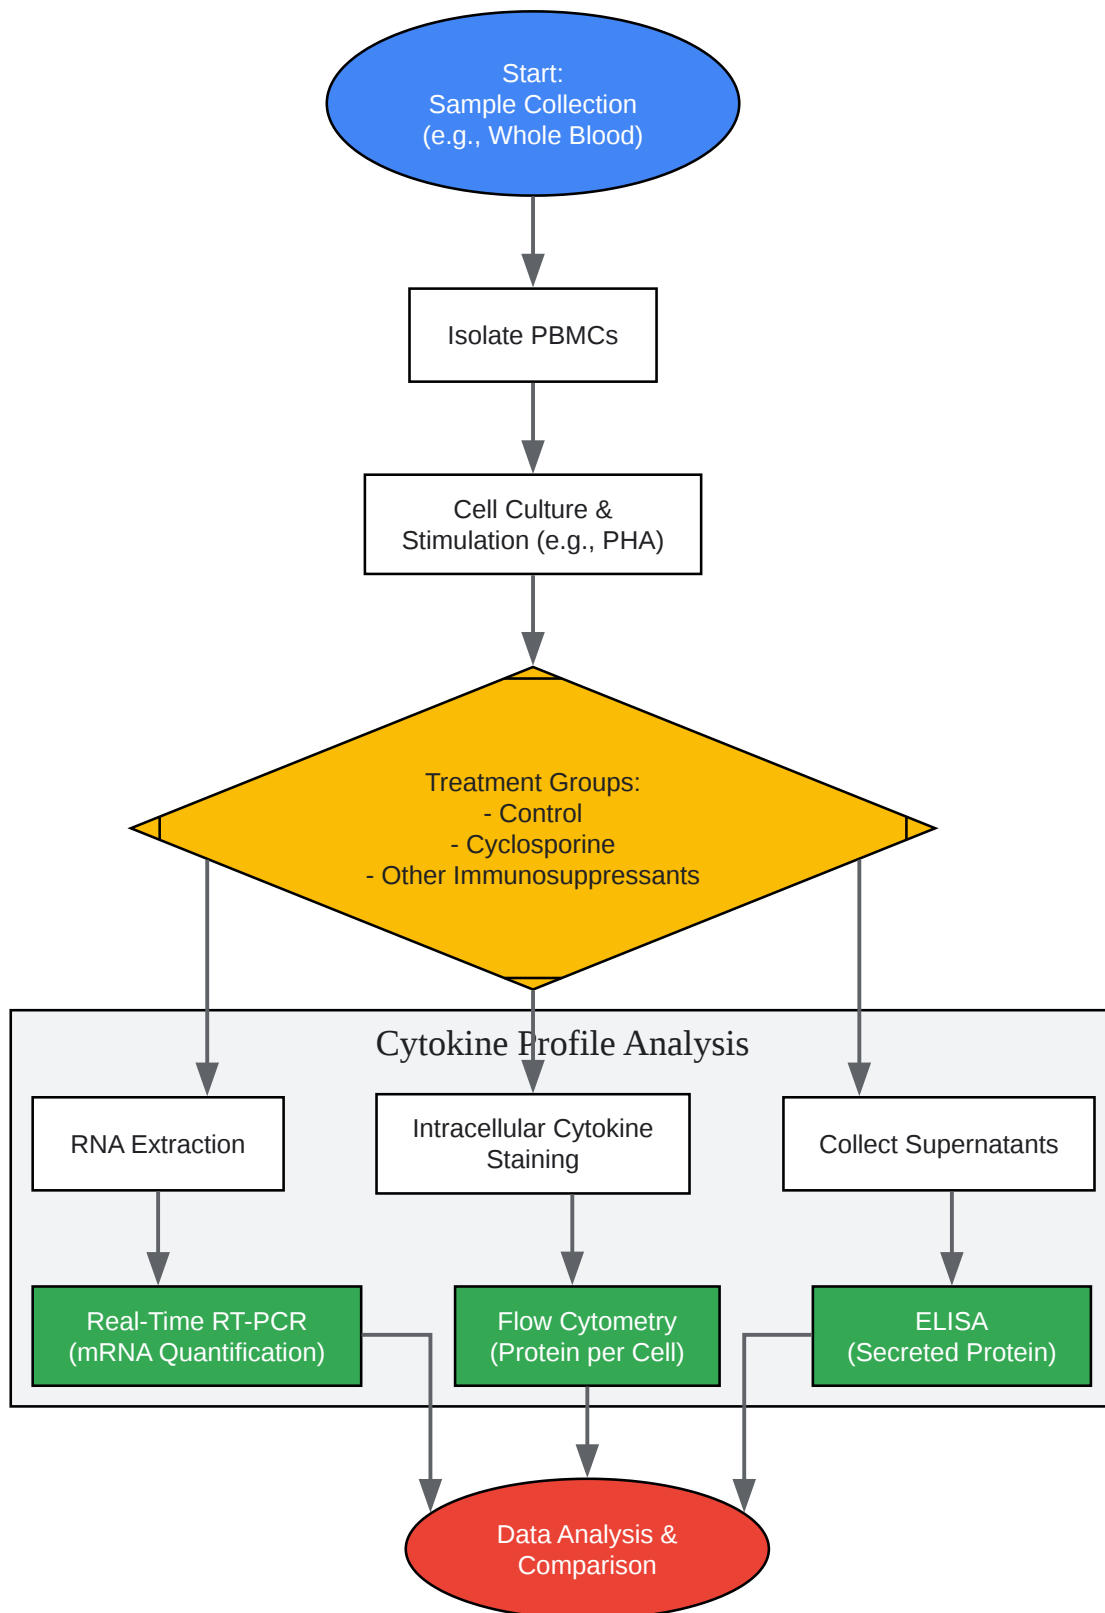 Start:
Sample Collection
(e.g., Whole Blood)
Isolate PBMCs
Cell Culture &
Stimulation (e.g., PHA)
Treatment Groups:
- Control
- Cyclosporine
- Other Immunosuppressants
Cytokine Profile Analysis
RNA Extraction
Intracellular Cytokine
Staining
Collect Supernatants
Real-Time RT-PCR
(mRNA Quantification)
Flow Cytometry
(Protein per Cell)
ELISA
(Secreted Protein)
Data Analysis &
Comparison